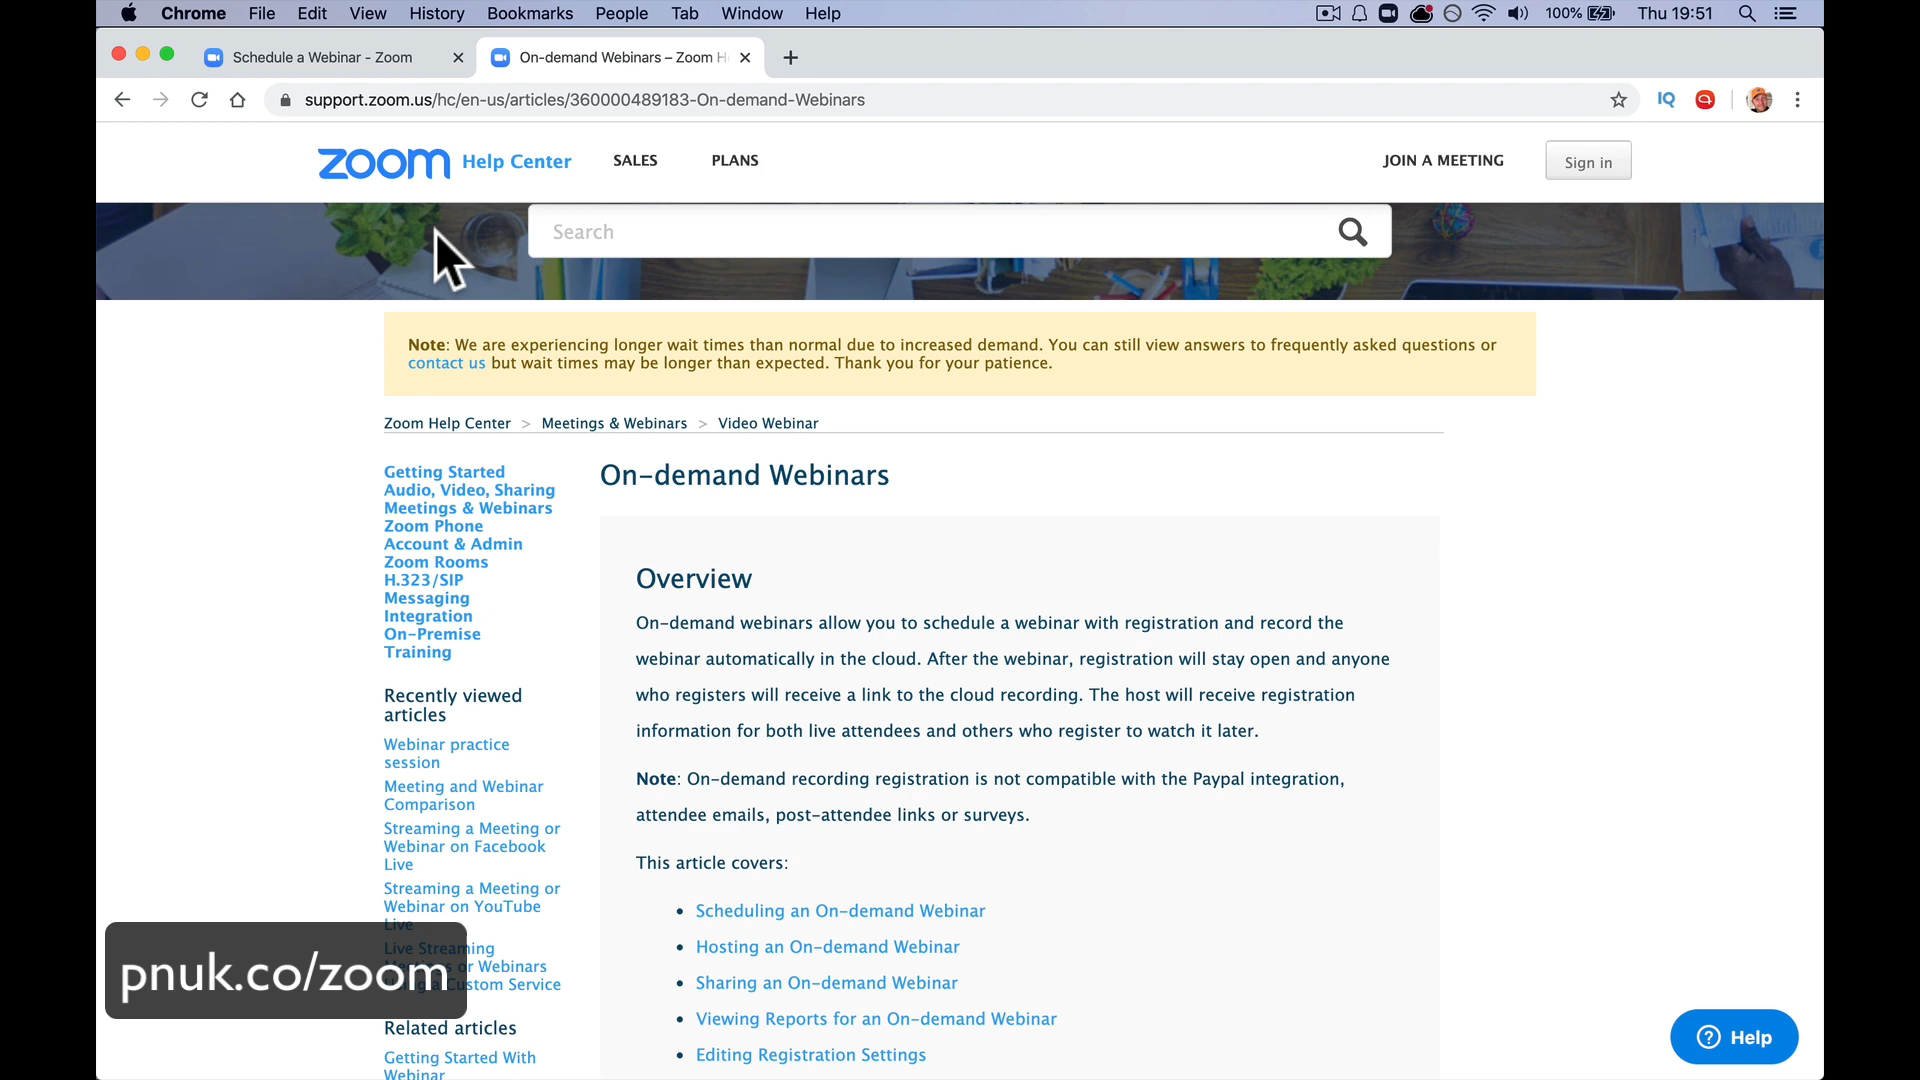 Chrome File Edit View History Bookmarks People Tab Window Help 100% Thu 19:51
Schedule a Webinar - Zoom
On-demand Webinars – Zoom H
support.zoom.us/hc/en-us/articles/360000489183-On-demand-Webinars
IQ
zoom Help Center SALES PLANS JOIN A MEETING Sign in
Search
Note: We are experiencing longer wait times than normal due to increased demand. You can still view answers to frequently asked questions or
contact us but wait times may be longer than expected. Thank you for your patience.
Zoom Help Center > Meetings & Webinars > Video Webinar
Getting Started
Audio, Video, Sharing
Meetings & Webinars
Zoom Phone
Account & Admin
Zoom Rooms
H.323/SIP
Messaging
Integration
On-Premise
Training
Recently viewed
articles
Webinar practice
session
Meeting and Webinar
Comparison
Streaming a Meeting or
Webinar on Facebook
Live
Streaming a Meeting or
Webinar on YouTube
Live
Live Streaming
Meetings or Webinars
Using a Custom Service
Related articles
Getting Started With
Webinar
On-demand Webinars
Overview
On-demand webinars allow you to schedule a webinar with registration and record the
webinar automatically in the cloud. After the webinar, registration will stay open and anyone
who registers will receive a link to the cloud recording. The host will receive registration
information for both live attendees and others who register to watch it later.
Note: On-demand recording registration is not compatible with the Paypal integration,
attendee emails, post-attendee links or surveys.
This article covers:
• Scheduling an On-demand Webinar
• Hosting an On-demand Webinar
• Sharing an On-demand Webinar
• Viewing Reports for an On-demand Webinar
• Editing Registration Settings
pnuk.co/zoom
Help